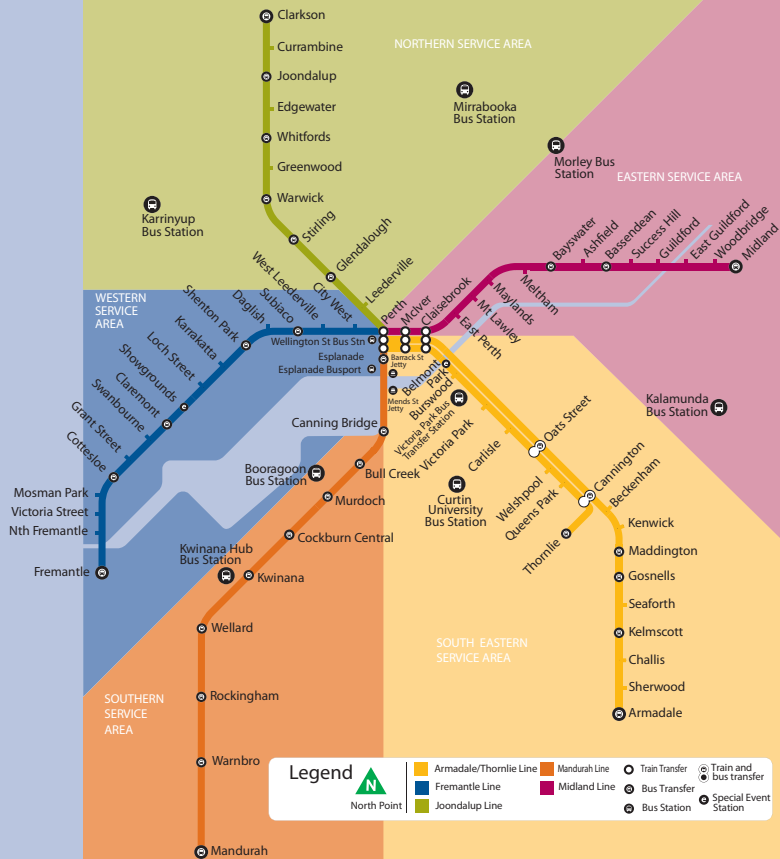 Clarkson
Currambine
Joondalup
Edgewater
Whitfords
Greenwood
Warwick
Stirling
Glendalough
Leederville
NORTHERN SERVICE AREA
Mirrabooka
Bus Station
Karrinyup
Bus Station
Morley Bus
Station
EASTERN SERVICE AREA
Perth
McIver
Claisebrook
East Perth
Mt Lawley
Maylands
Meltham
Bayswater
Ashfield
Bassendean
Success Hill
Guildford
East Guildford
Woodbridge
Midland
WESTERN
SERVICE
AREA
City West
West Leederville
Subiaco
Daglish
Shenton Park
Karrakatta
Loch Street
Showgrounds
Claremont
Swanbourne
Grant Street
Cottesloe
Mosman Park
Victoria Street
Nth Fremantle
Fremantle
Wellington St Bus Stn
Esplanade
Esplanade Busport
Barrack St
Jetty
Mends St
Jetty
Canning Bridge
Bull Creek
Murdoch
Cockburn Central
Kwinana
Wellard
Rockingham
Warnbro
Mandurah
Booragoon
Bus Station
Kwinana Hub
Bus Station
SOUTHERN
SERVICE
AREA
Belmont
Park
Burswood
Victoria Park Bus
Transfer Station
Victoria Park
Carlisle
Oats Street
Welshpool
Queens Park
Cannington
Beckenham
Thornlie
Kenwick
Maddington
Gosnells
Seaforth
Kelmscott
Challis
Sherwood
Armadale
Kalamunda
Bus Station
Curtin
University
Bus Station
SOUTH EASTERN
SERVICE AREA
Legend
N
North Point
Armadale/Thornlie Line
Fremantle Line
Joondalup Line
Mandurah Line
Midland Line
Train Transfer
Bus Transfer
Bus Station
Train and
bus transfer
Special Event
Station